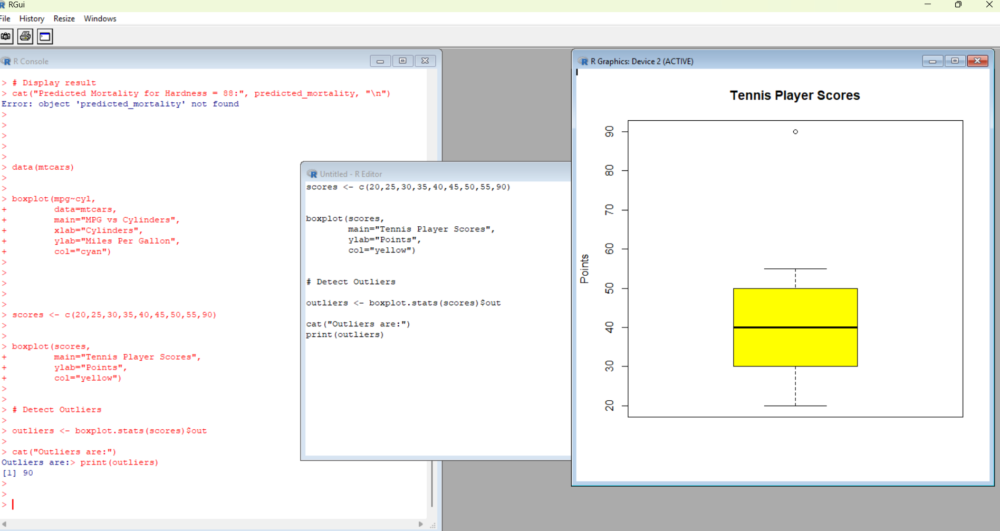 RGui
File History Resize Windows
R Console
> # Display result
> cat("Predicted Mortality for Hardness = 88:", predicted_mortality, "\n")
Error: object 'predicted_mortality' not found
>
>
>
>
>
> data(mtcars)
>
>
> boxplot(mpg~cyl,
+         data=mtcars,
+         main="MPG vs Cylinders",
+         xlab="Cylinders",
+         ylab="Miles Per Gallon",
+         col="cyan")
>
>
>
>
>
> scores <- c(20,25,30,35,40,45,50,55,90)
>
>
> boxplot(scores,
+         main="Tennis Player Scores",
+         ylab="Points",
+         col="yellow")
>
>
> # Detect Outliers
>
> outliers <- boxplot.stats(scores)$out
>
> cat("Outliers are:")
Outliers are:> print(outliers)
[1] 90
>
>
>
Untitled - R Editor
scores <- c(20,25,30,35,40,45,50,55,90)
boxplot(scores,
        main="Tennis Player Scores",
        ylab="Points",
        col="yellow")
# Detect Outliers
outliers <- boxplot.stats(scores)$out
cat("Outliers are:")
print(outliers)
R Graphics: Device 2 (ACTIVE)
Tennis Player Scores
Points
90
80
70
60
50
40
30
20